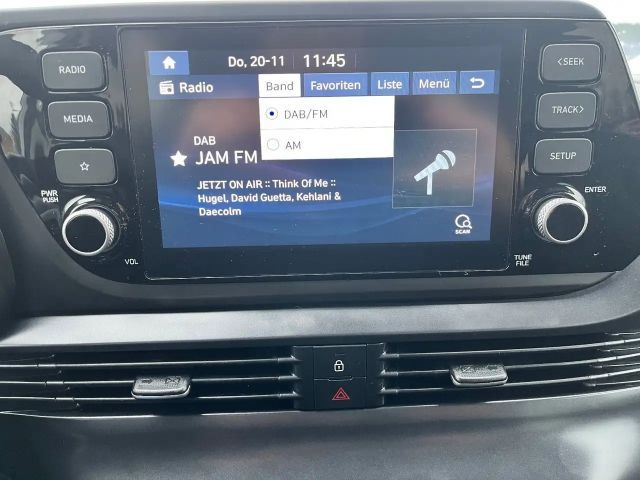 Do, 20-11 11:45
Radio Band Favoriten Liste Menü
DAB/FM
AM
DAB
JAM FM
JETZT ON AIR :: Think Of Me ::
Hugel, David Guetta, Kehlani &
Daecolm
SCAN
RADIO
MEDIA
PWR
PUSH
VOL
<SEEK
TRACK>
SETUP
ENTER
TUNE
FILE